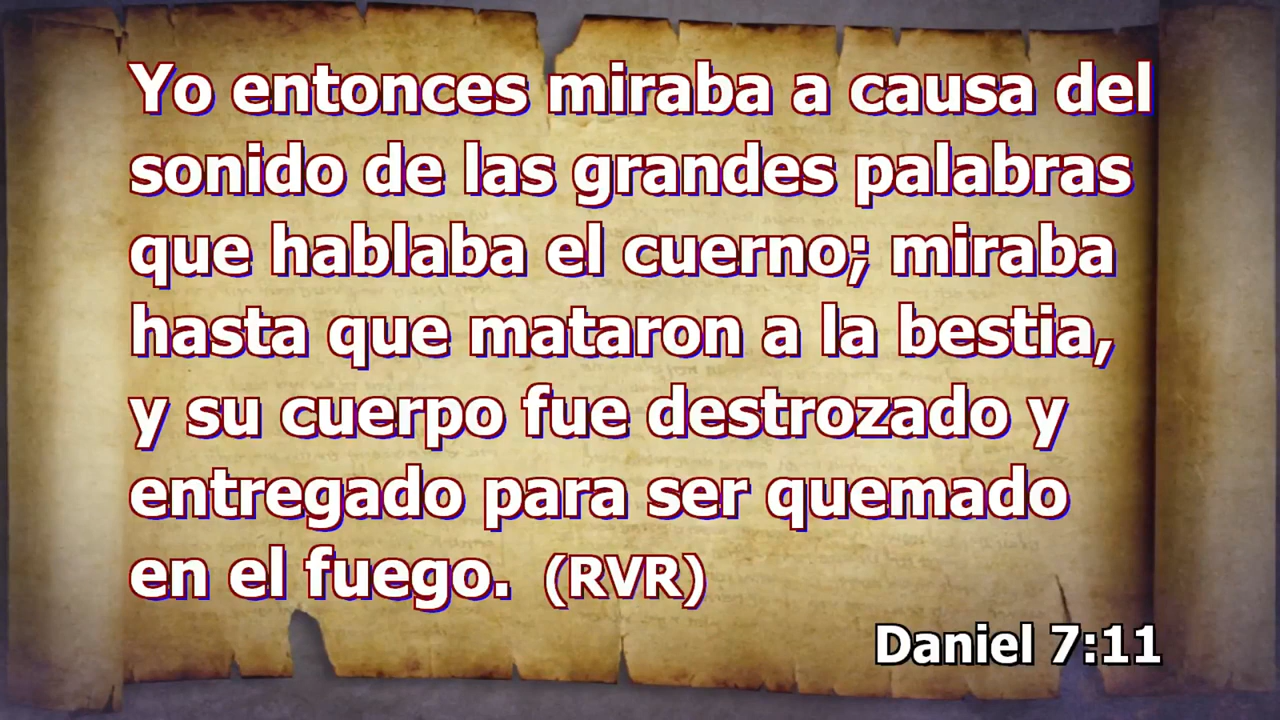 Yo entonces miraba a causa del
sonido de las grandes palabras
que hablaba el cuerno; miraba
hasta que mataron a la bestia,
y su cuerpo fue destrozado y
entregado para ser quemado
en el fuego. (RVR)
Daniel 7:11